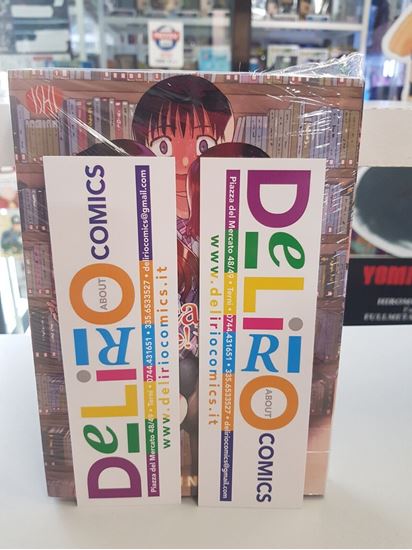 DeLiRiO
ABOUT
COMICS
Piazza del Mercato 48/49 • Terni • 0744.431651 • 335.6533527 • deliriocomics@gmail.com
www.deliriocomics.it
DeLiRiO
ABOUT
COMICS
Piazza del Mercato 48/49 • Terni • 0744.431651 • 335.6533527 • deliriocomics@gmail.com
www.deliriocomics.it